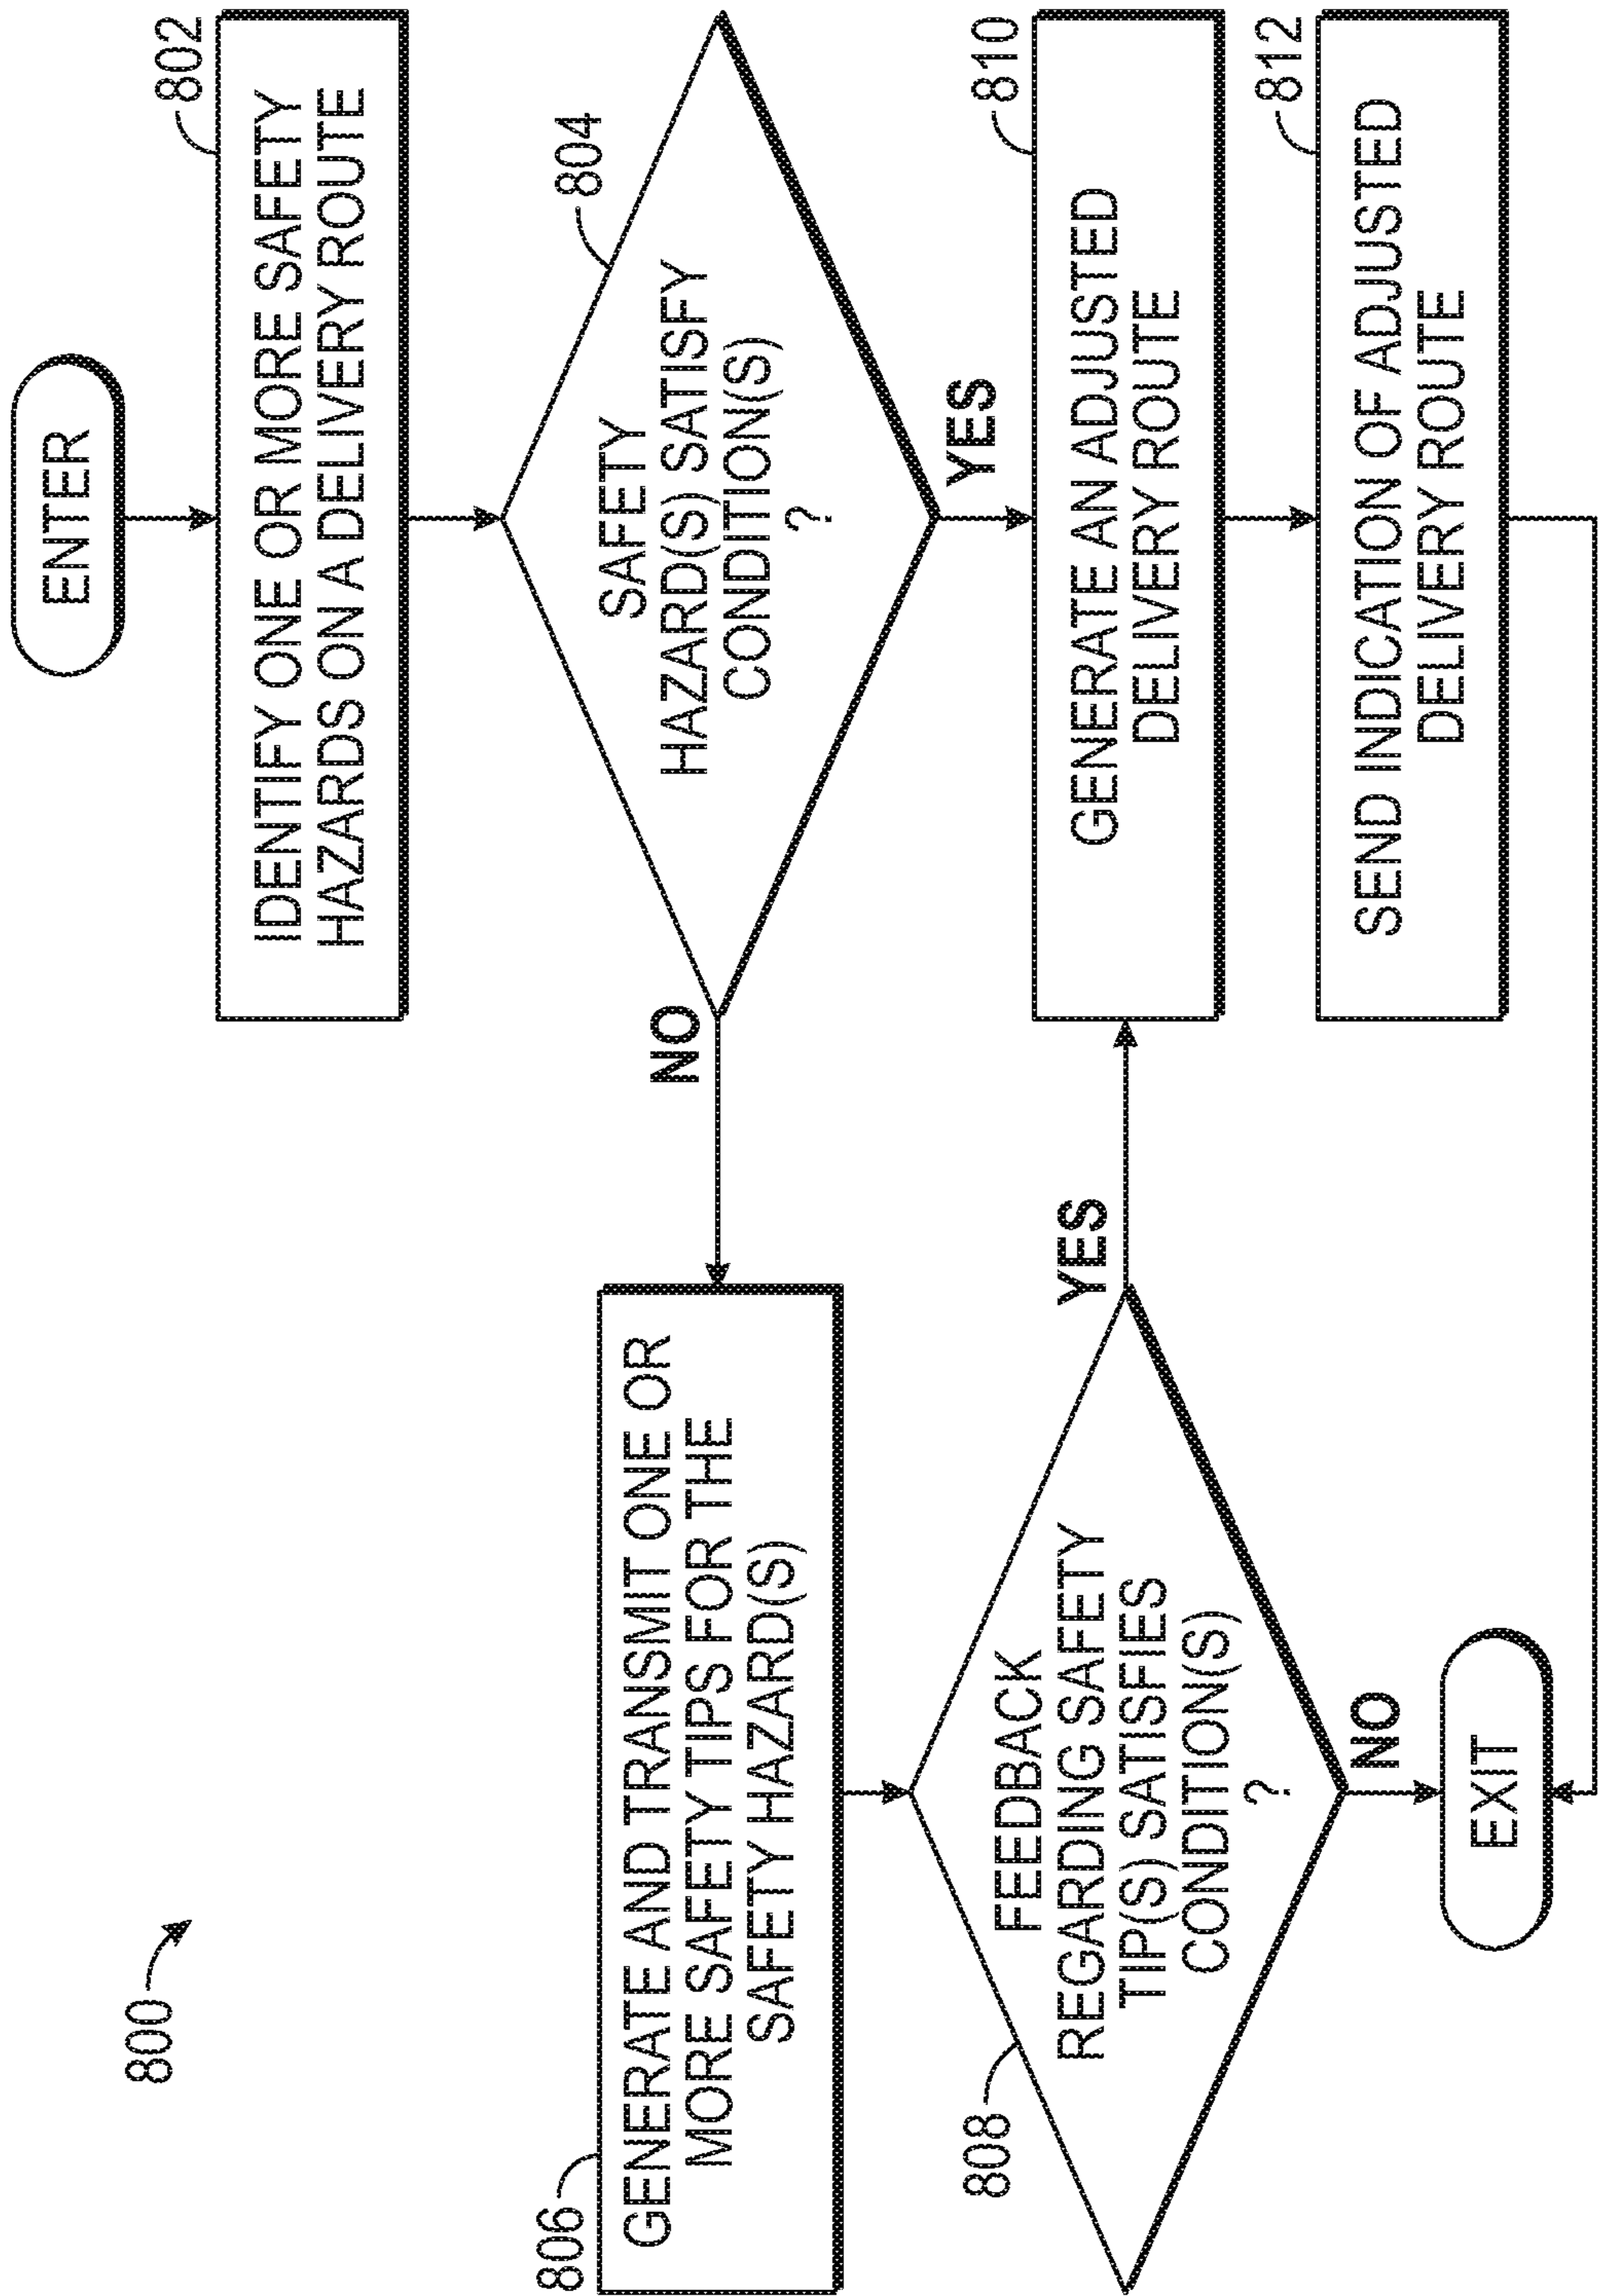 800
ENTER
802
IDENTIFY ONE OR MORE SAFETY
HAZARDS ON A DELIVERY ROUTE
804
SAFETY
HAZARD(S) SATISFY
CONDITION(S)
?
NO
YES
806
GENERATE AND TRANSMIT ONE OR
MORE SAFETY TIPS FOR THE
SAFETY HAZARD(S)
808
FEEDBACK
REGARDING SAFETY
TIP(S) SATISFIES
CONDITION(S)
?
YES
NO
810
GENERATE AN ADJUSTED
DELIVERY ROUTE
812
SEND INDICATION OF ADJUSTED
DELIVERY ROUTE
EXIT